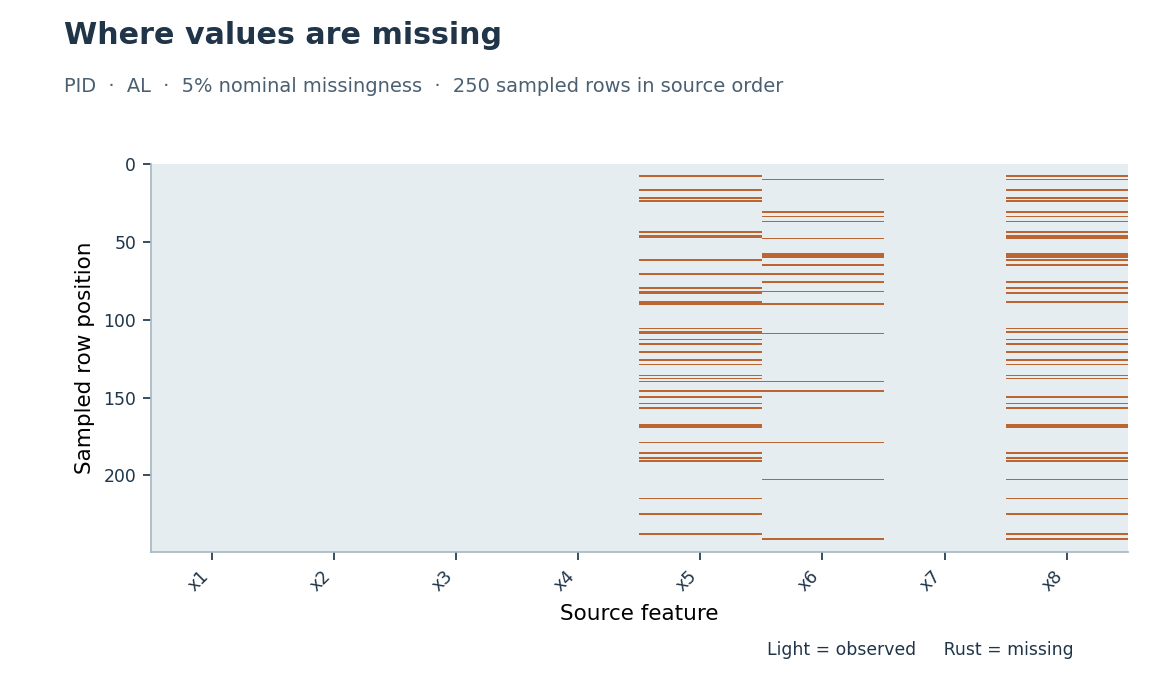 Where values are missing
PID · AL · 5% nominal missingness · 250 sampled rows in source order
Sampled row position
0
50
100
150
200
x1 x2 x3 x4 x5 x6 x7 x8
Source feature
Light = observed Rust = missing